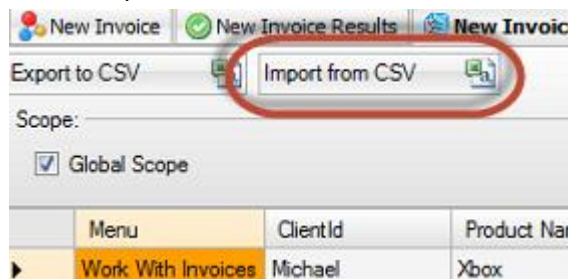 New Invoice New Invoice Results New Invoic
Export to CSV Import from CSV
Scope:
Global Scope
Menu ClientId Product Nar
Work With Invoices Michael Xbox